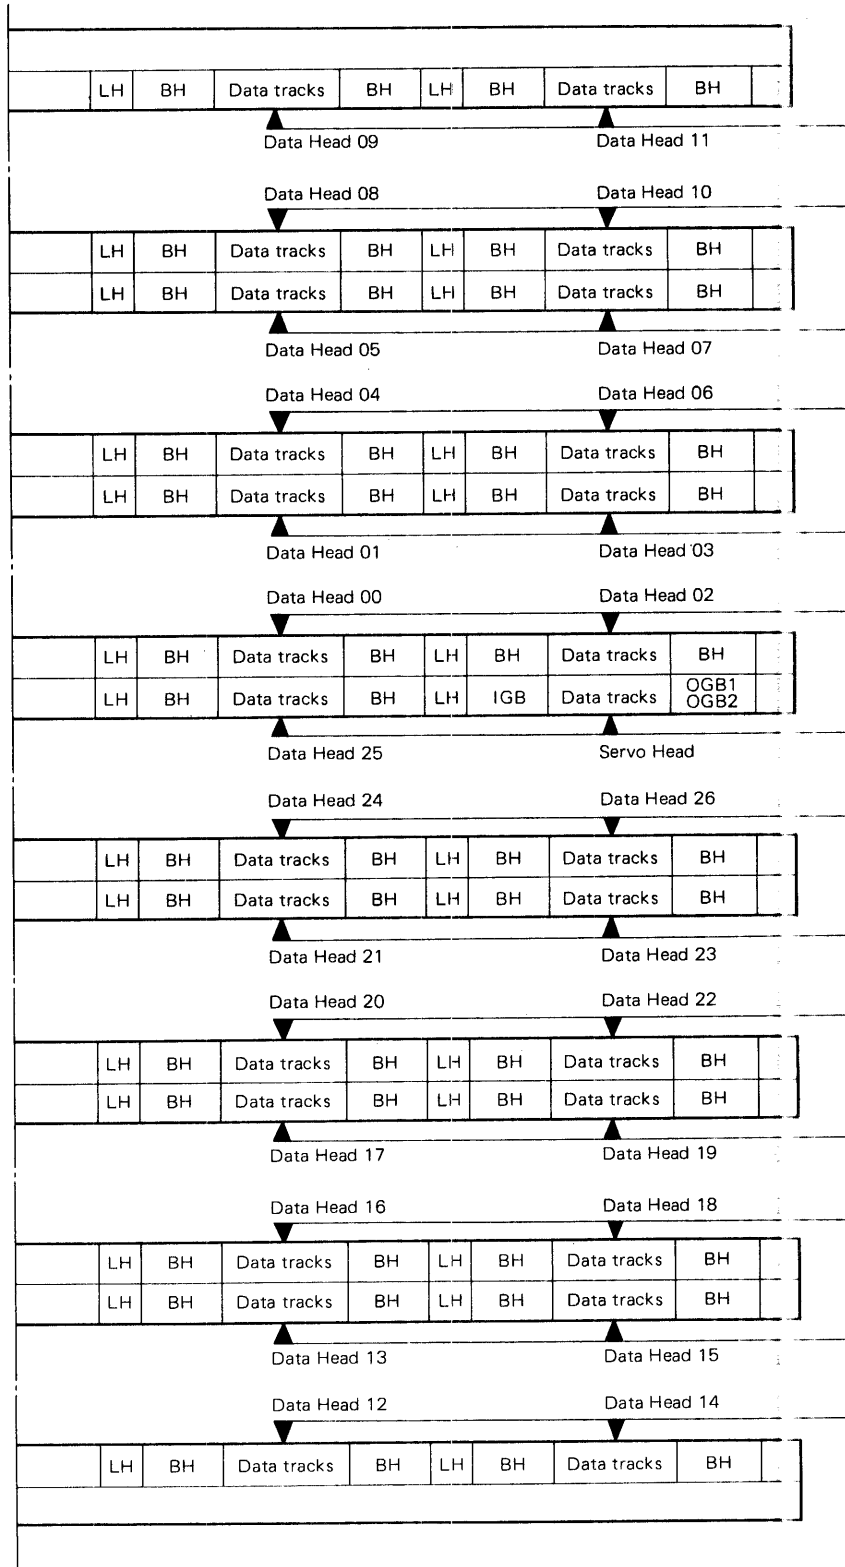 LH BH Data tracks BH LH BH Data tracks BH
Data Head 09 Data Head 11
Data Head 08 Data Head 10
LH BH Data tracks BH LH BH Data tracks BH
LH BH Data tracks BH LH BH Data tracks BH
Data Head 05 Data Head 07
Data Head 04 Data Head 06
LH BH Data tracks BH LH BH Data tracks BH
LH BH Data tracks BH LH BH Data tracks BH
Data Head 01 Data Head 03
Data Head 00 Data Head 02
LH BH Data tracks BH LH BH Data tracks BH
LH BH Data tracks BH LH IGB Data tracks OGB1
OGB2
Data Head 25 Servo Head
Data Head 24 Data Head 26
LH BH Data tracks BH LH BH Data tracks BH
LH BH Data tracks BH LH BH Data tracks BH
Data Head 21 Data Head 23
Data Head 20 Data Head 22
LH BH Data tracks BH LH BH Data tracks BH
LH BH Data tracks BH LH BH Data tracks BH
Data Head 17 Data Head 19
Data Head 16 Data Head 18
LH BH Data tracks BH LH BH Data tracks BH
LH BH Data tracks BH LH BH Data tracks BH
Data Head 13 Data Head 15
Data Head 12 Data Head 14
LH BH Data tracks BH LH BH Data tracks BH